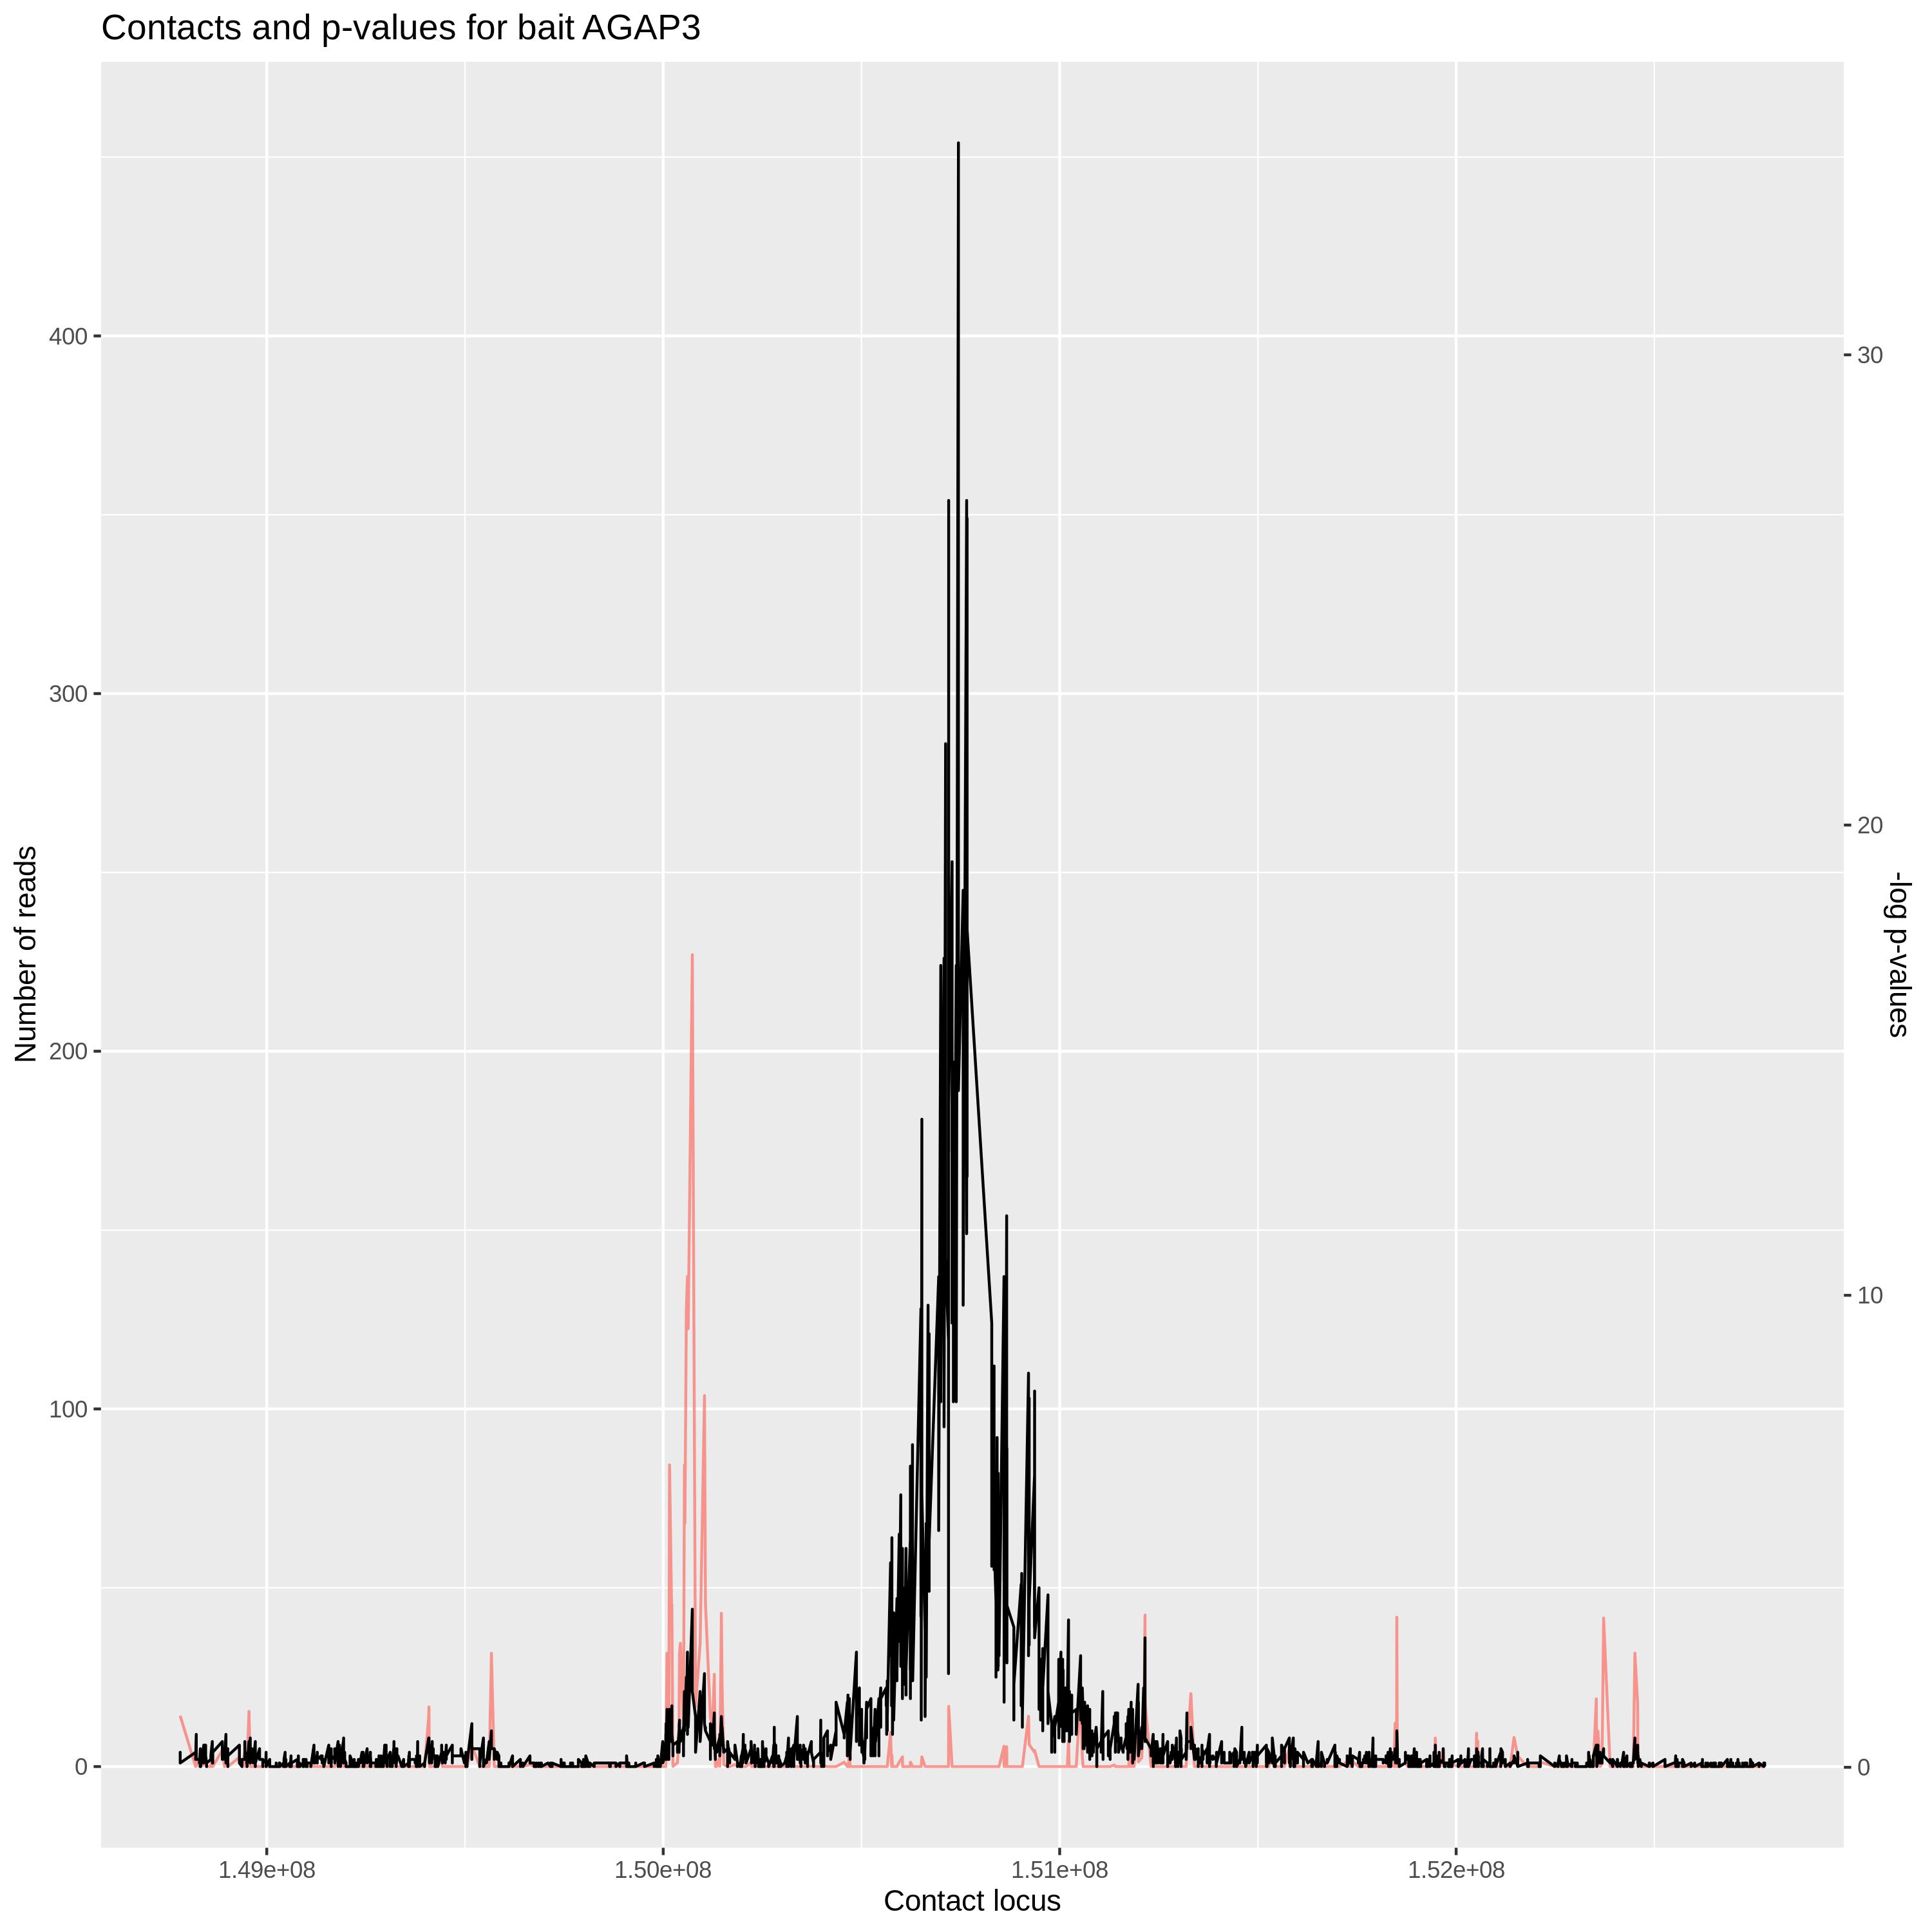 Contacts and p-values for bait AGAP3
400
300
200
100
0
Number of reads
30
20
10
0
-log p-values
1.49e+08
1.50e+08
1.51e+08
1.52e+08
Contact locus